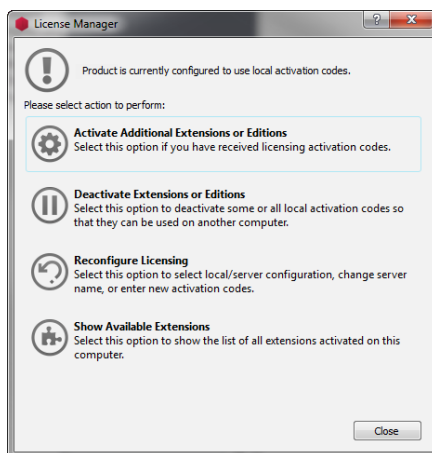 License Manager
Product is currently configured to use local activation codes.
Please select action to perform:
Activate Additional Extensions or Editions
Select this option if you have received licensing activation codes.
Deactivate Extensions or Editions
Select this option to deactivate some or all local activation codes so
that they can be used on another computer.
Reconfigure Licensing
Select this option to select local/server configuration, change server
name, or enter new activation codes.
Show Available Extensions
Select this option to show the list of all extensions activated on this
computer.
Close